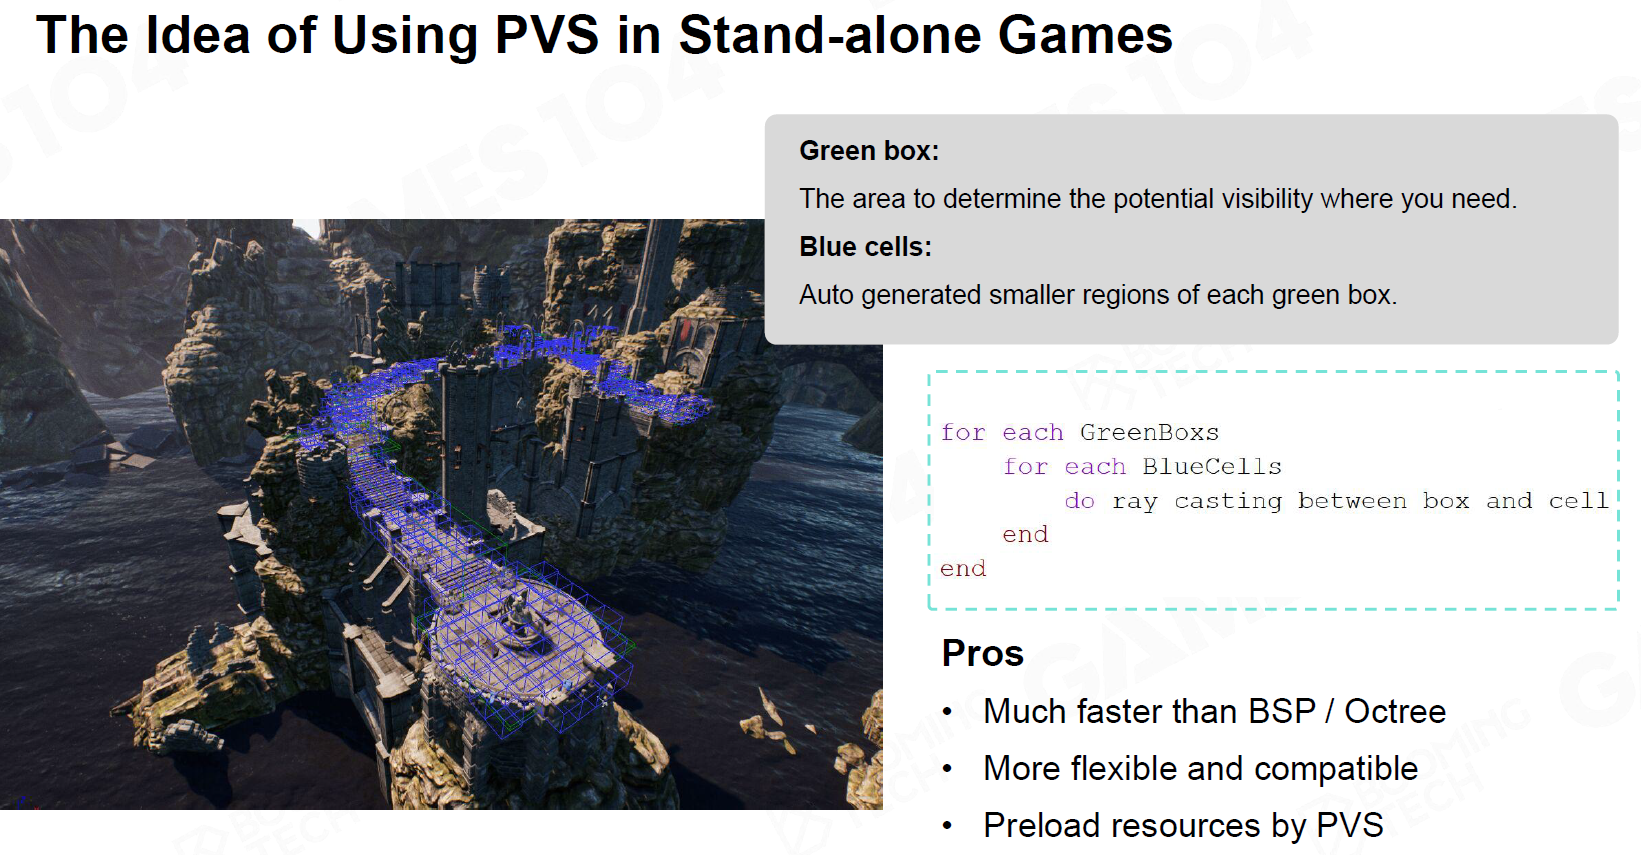 The Idea of Using PVS in Stand-alone Games
Green box:
The area to determine the potential visibility where you need.
Blue cells:
Auto generated smaller regions of each green box.
for each GreenBoxs
for each BlueCells
do ray casting between box and cell
end
end
Pros
• Much faster than BSP / Octree
• More flexible and compatible
• Preload resources by PVS